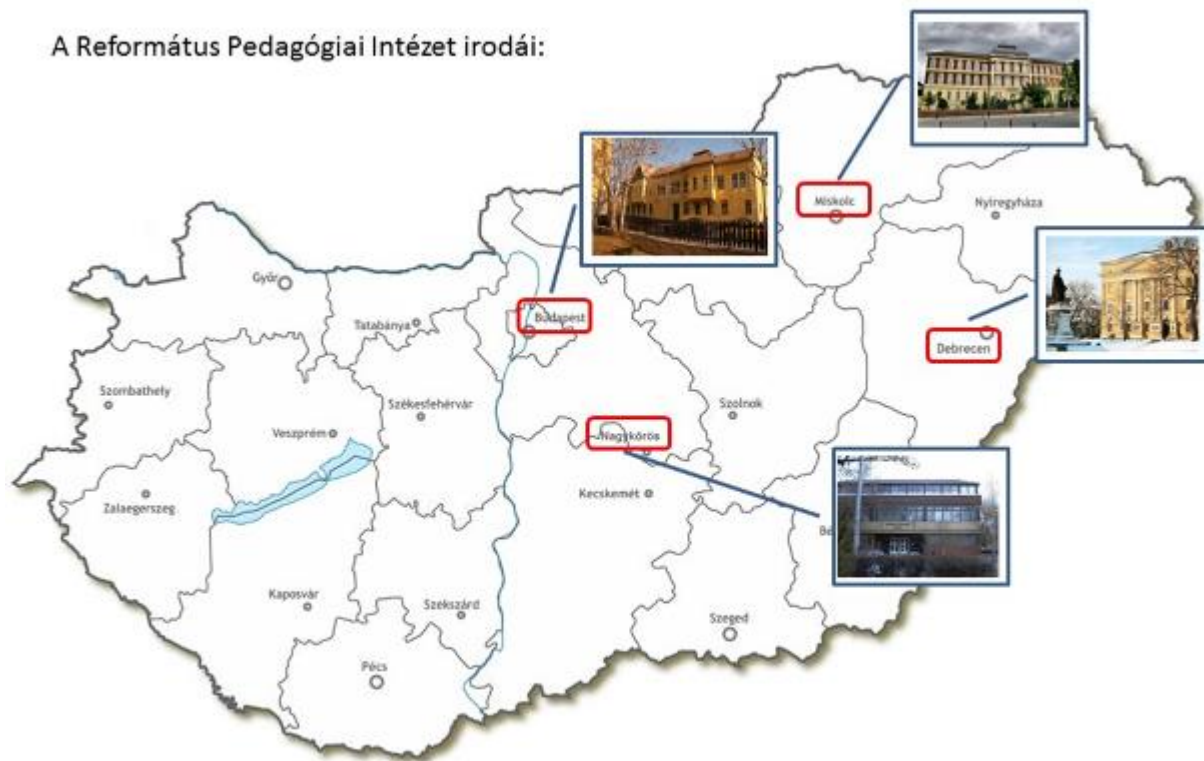 A Református Pedagógiai Intézet irodái:
Miskolc
Nyíregyháza
Győr
Budapest
Tatabánya
Debrecen
Szombathely
Székesfehérvár
Szolnok
Veszprém
Nagykőrös
Zalaegerszeg
Kecskemét
Kaposvár
Szekszárd
Szeged
Pécs